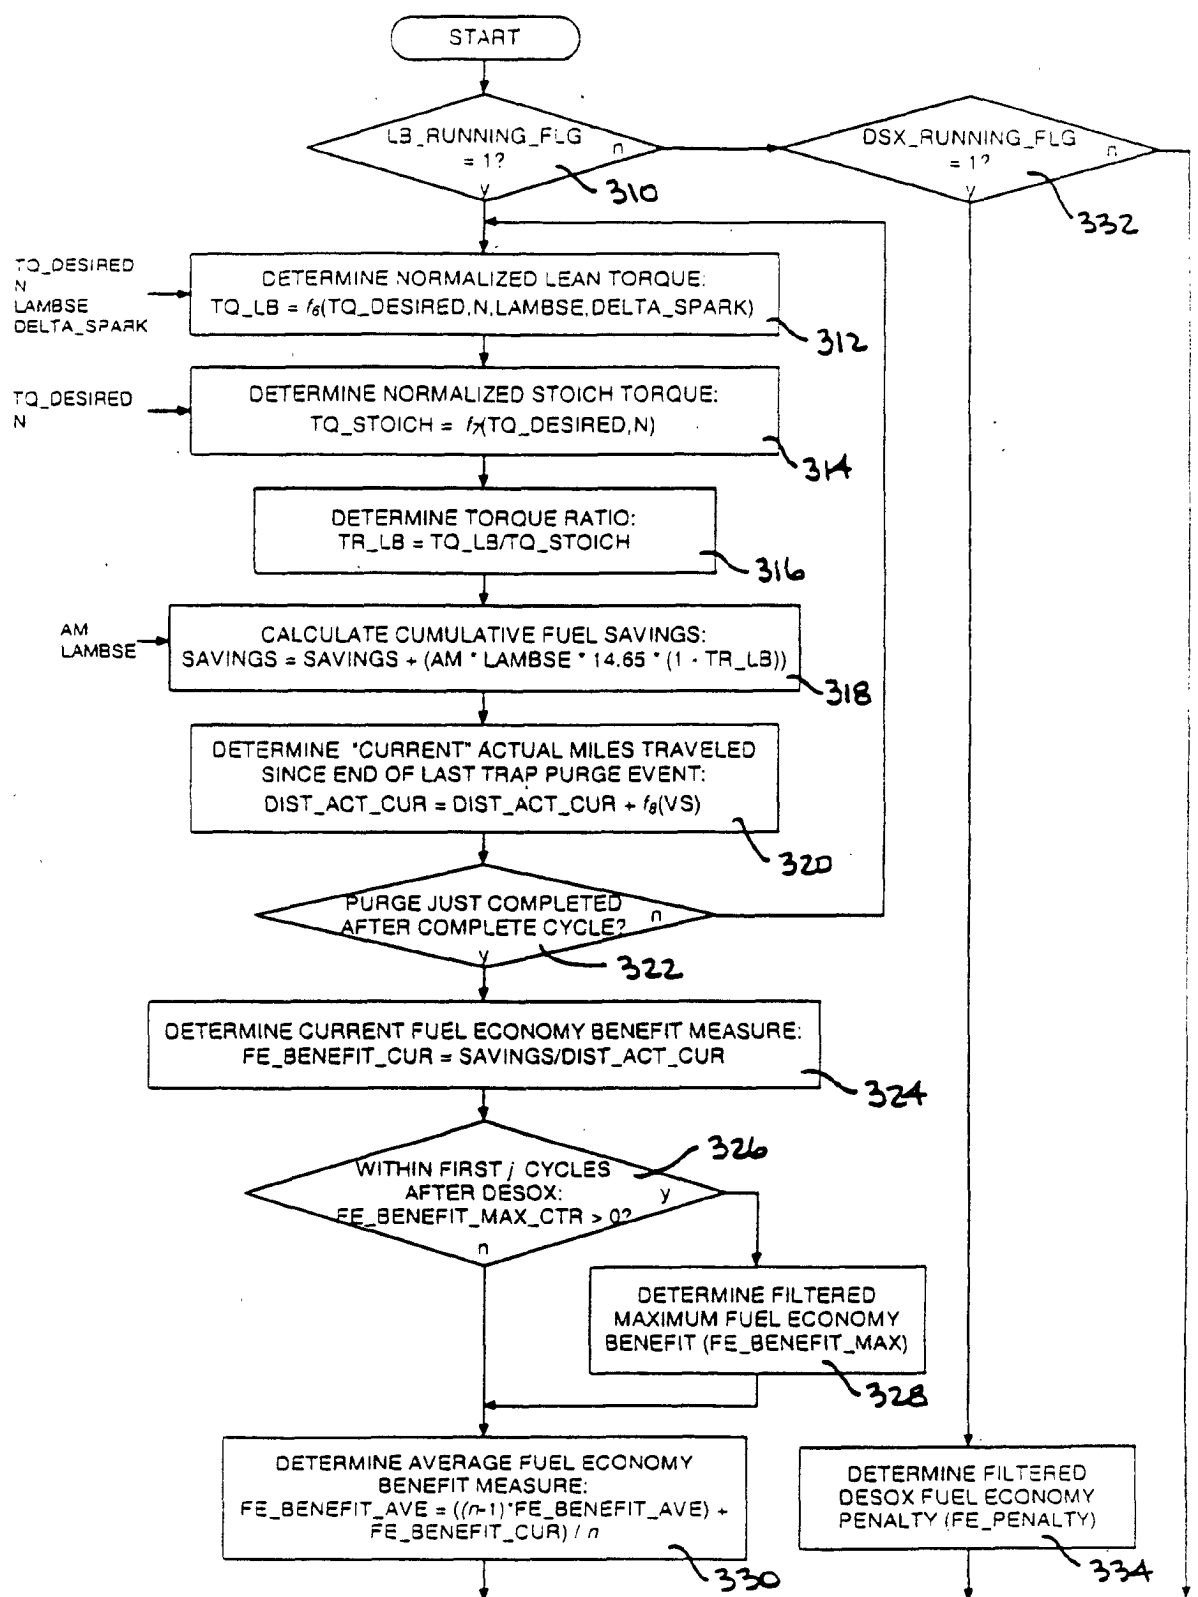 START
LB_RUNNING_FLG
= 1?
n
y
310
DSX_RUNNING_FLG
= 1?
n
y
332
TQ_DESIRED
N
LAMBSE
DELTA_SPARK
DETERMINE NORMALIZED LEAN TORQUE:
TQ_LB = f6(TQ_DESIRED,N,LAMBSE,DELTA_SPARK)
312
TQ_DESIRED
N
DETERMINE NORMALIZED STOICH TORQUE:
TQ_STOICH = f7(TQ_DESIRED,N)
314
DETERMINE TORQUE RATIO:
TR_LB = TQ_LB/TQ_STOICH
316
AM
LAMBSE
CALCULATE CUMULATIVE FUEL SAVINGS:
SAVINGS = SAVINGS + (AM * LAMBSE * 14.65 * (1 - TR_LB))
318
DETERMINE "CURRENT" ACTUAL MILES TRAVELED
SINCE END OF LAST TRAP PURGE EVENT:
DIST_ACT_CUR = DIST_ACT_CUR + f8(VS)
320
PURGE JUST COMPLETED
AFTER COMPLETE CYCLE?
n
y
322
DETERMINE CURRENT FUEL ECONOMY BENEFIT MEASURE:
FE_BENEFIT_CUR = SAVINGS/DIST_ACT_CUR
324
326
WITHIN FIRST j CYCLES
AFTER DESOX:
FE_BENEFIT_MAX_CTR > 0?
y
n
DETERMINE FILTERED
MAXIMUM FUEL ECONOMY
BENEFIT (FE_BENEFIT_MAX)
328
DETERMINE AVERAGE FUEL ECONOMY
BENEFIT MEASURE:
FE_BENEFIT_AVE = ((n-1)*FE_BENEFIT_AVE) +
FE_BENEFIT_CUR) / n
330
DETERMINE FILTERED
DESOX FUEL ECONOMY
PENALTY (FE_PENALTY)
334